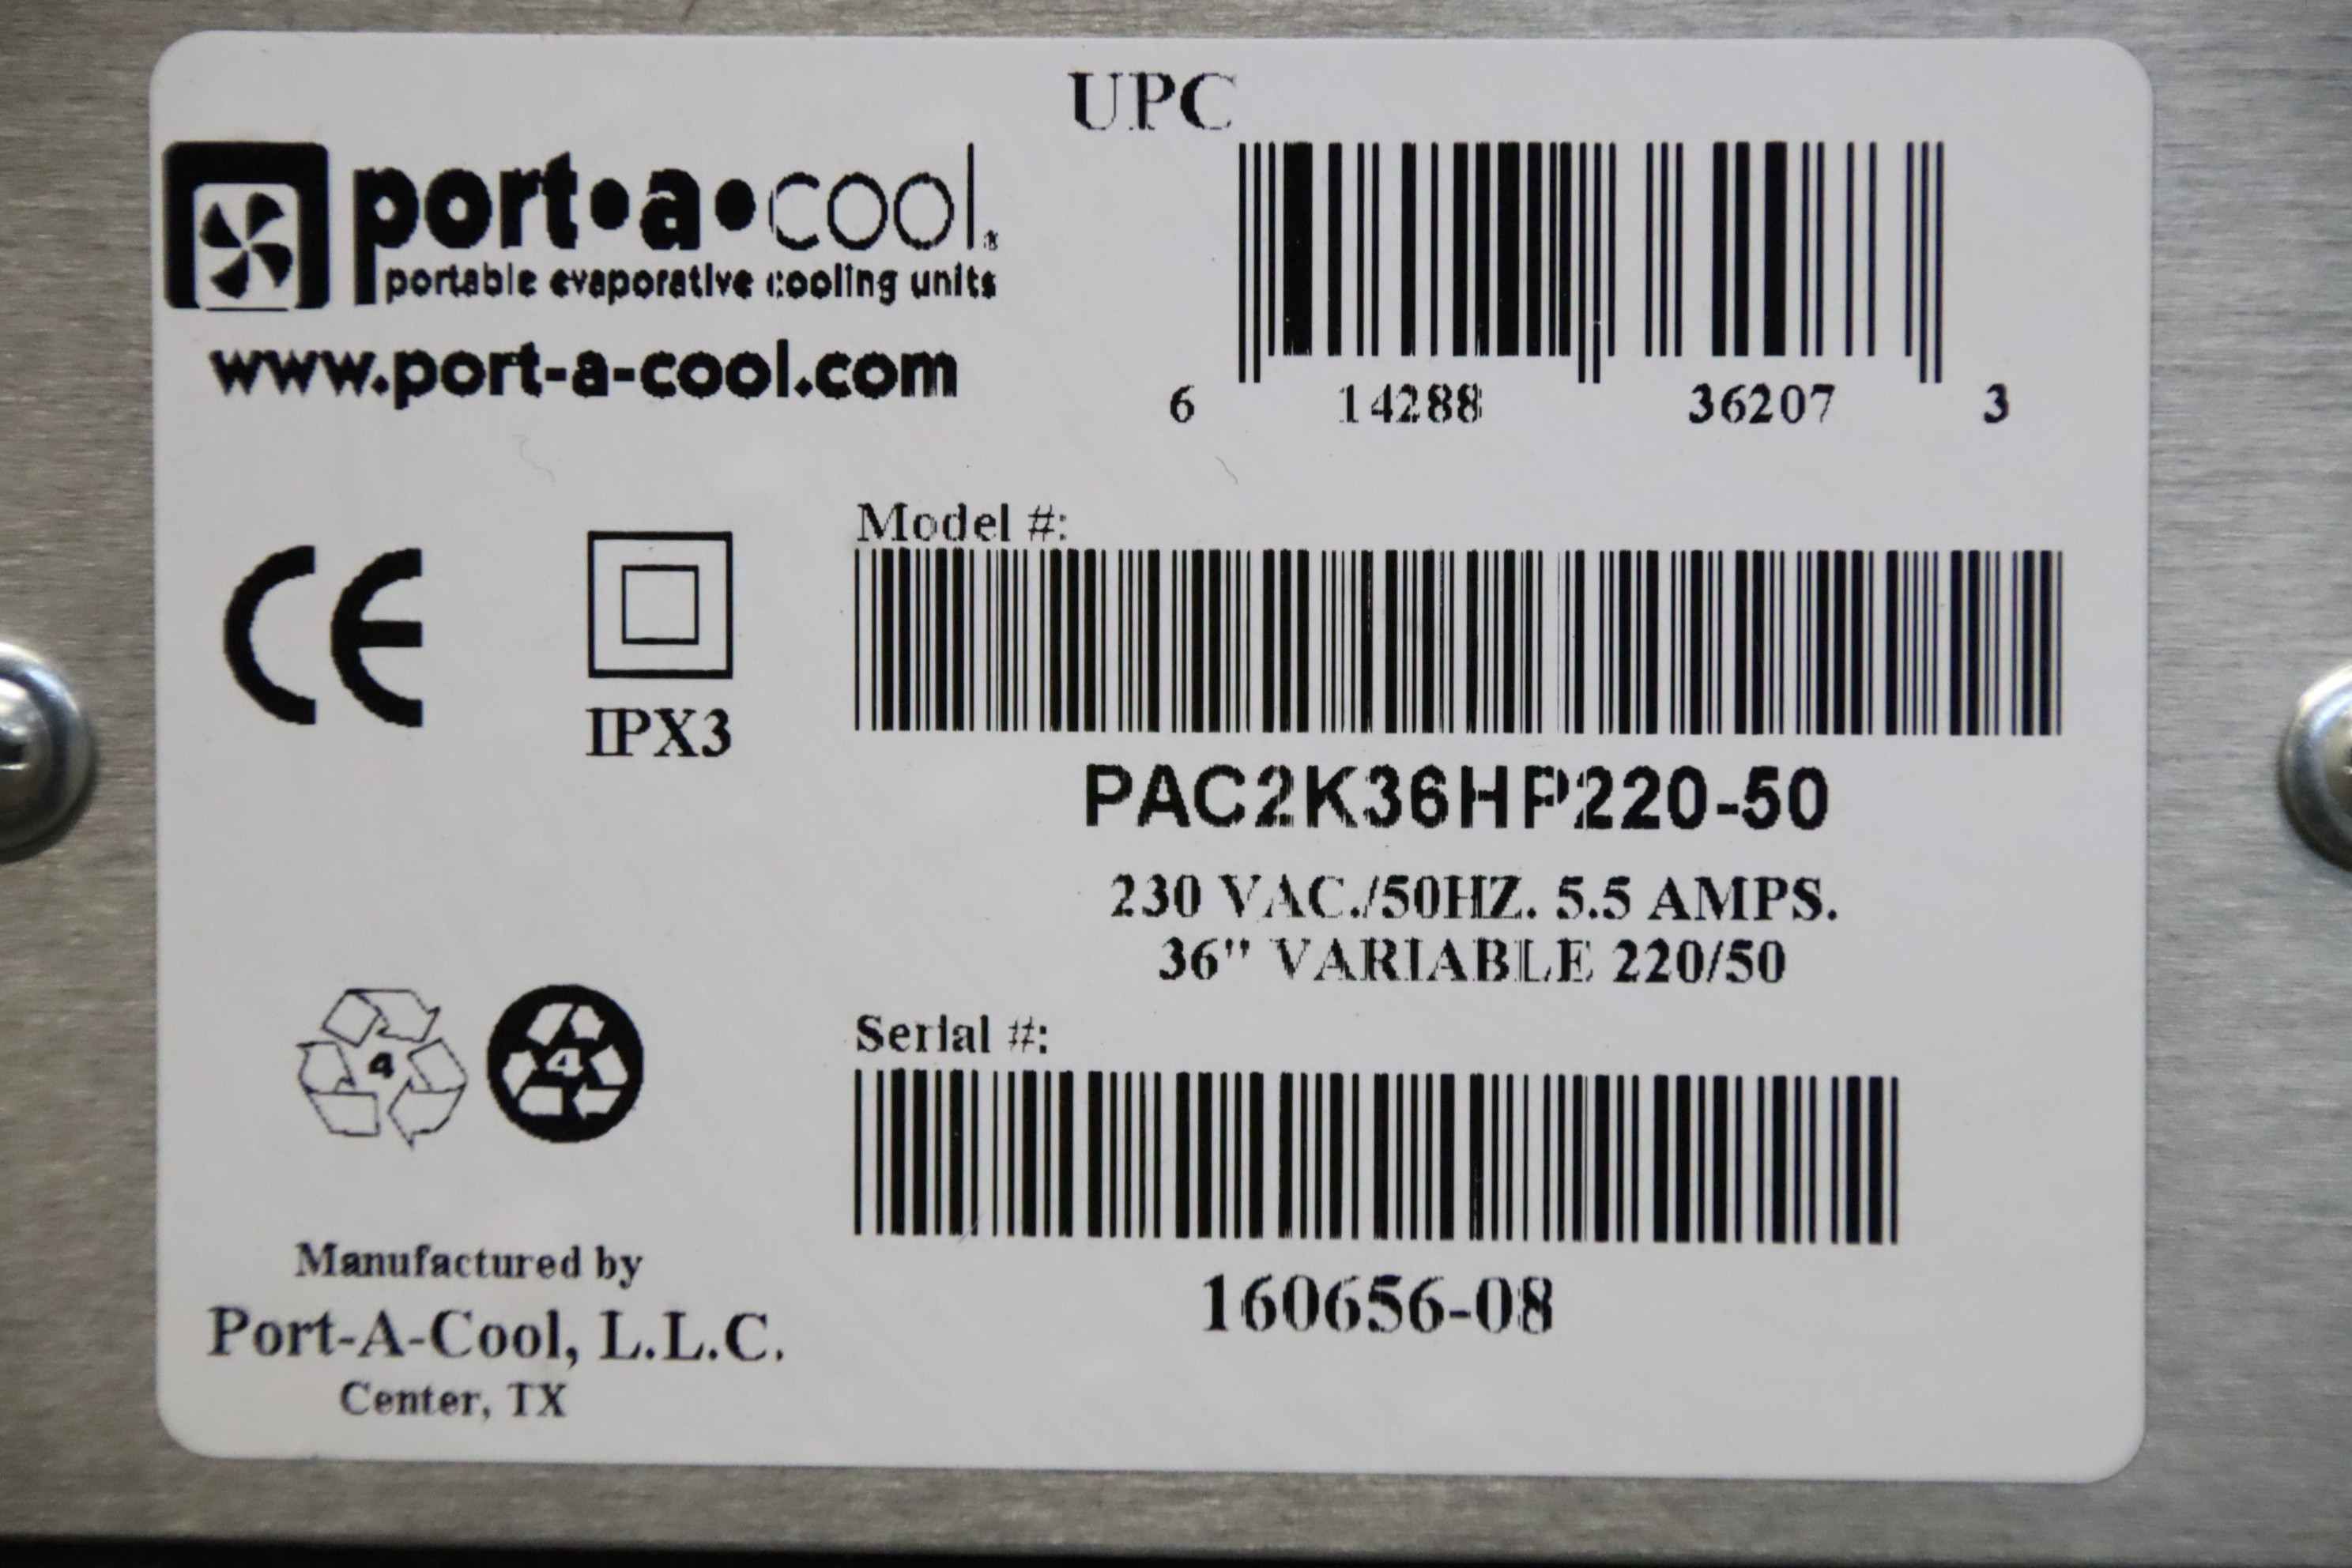 UPC
port•a•cool®
portable evaporative cooling units
www.port-a-cool.com
6 14288 36207 3
Model #:
CE
IPX3
PAC2K36HP220-50
230 VAC./50HZ. 5.5 AMPS.
36" VARIABLE 220/50
Serial #:
4 4
160656-08
Manufactured by
Port-A-Cool, L.L.C.
Center, TX